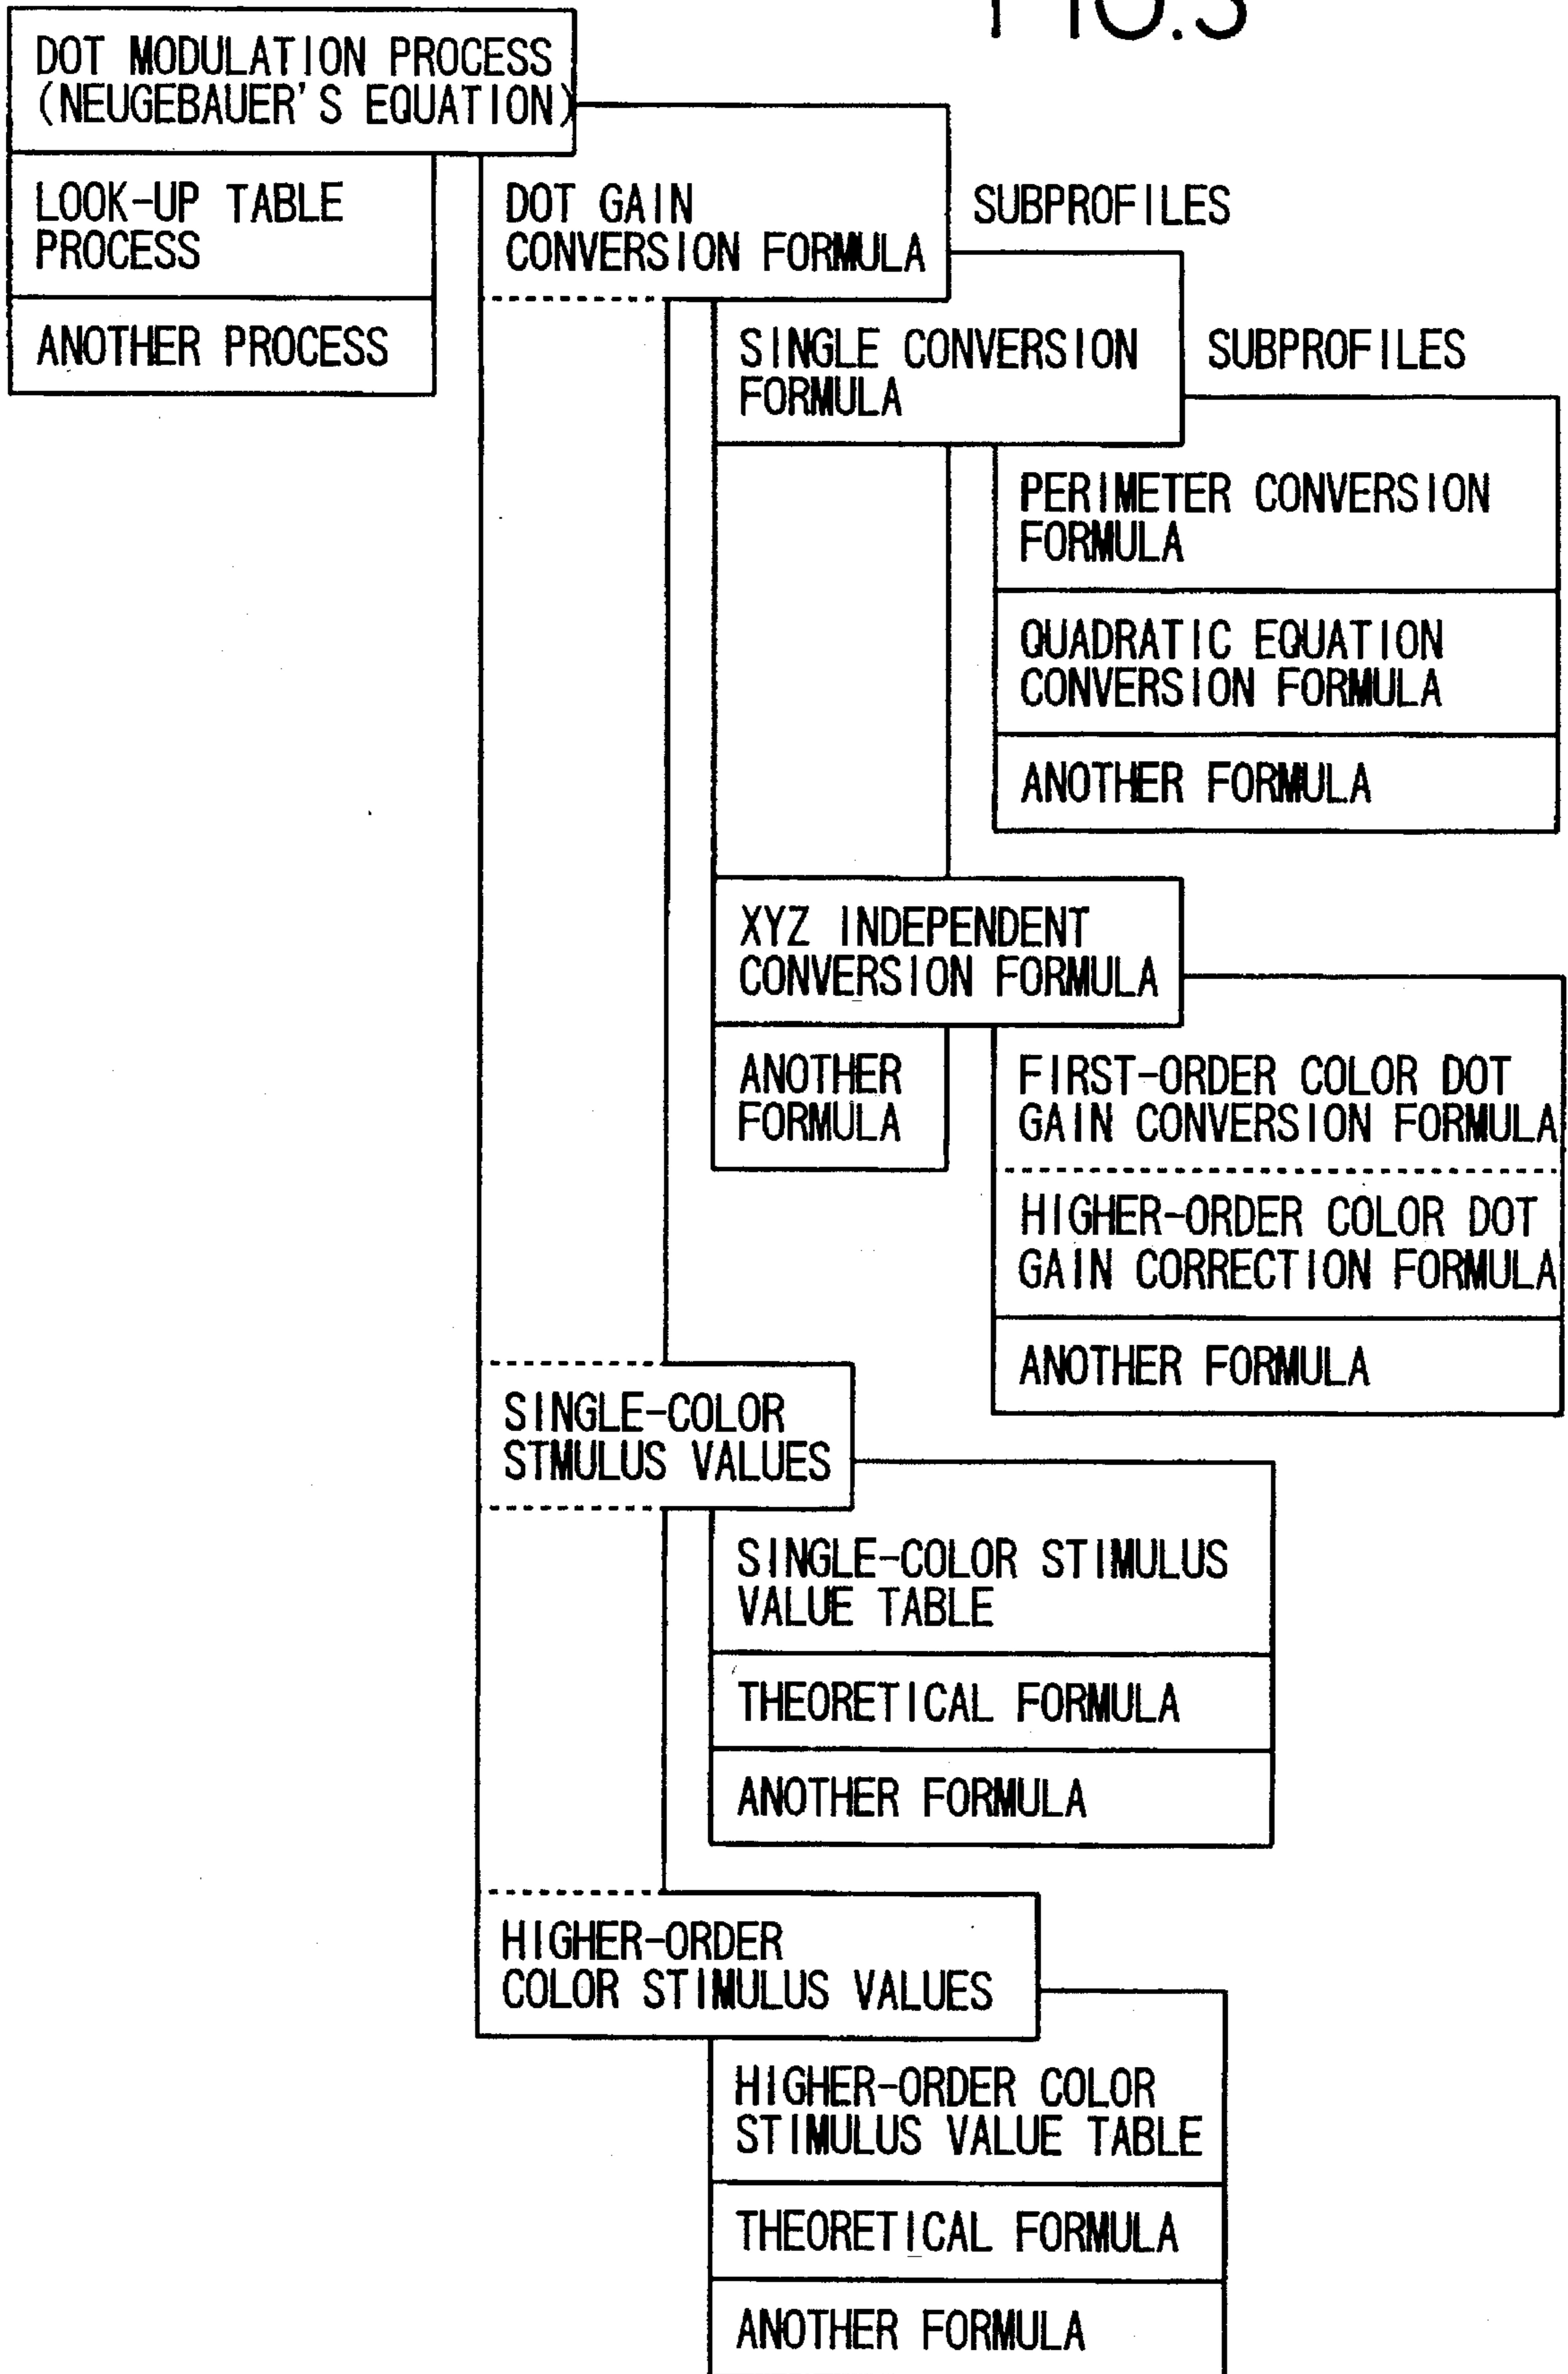 FIG.5
DOT MODULATION PROCESS
(NEUGEBAUER'S EQUATION)
LOOK-UP TABLE
PROCESS
ANOTHER PROCESS
DOT GAIN
CONVERSION FORMULA
SUBPROFILES
SINGLE CONVERSION
FORMULA
SUBPROFILES
PERIMETER CONVERSION
FORMULA
QUADRATIC EQUATION
CONVERSION FORMULA
ANOTHER FORMULA
XYZ INDEPENDENT
CONVERSION FORMULA
ANOTHER
FORMULA
FIRST-ORDER COLOR DOT
GAIN CONVERSION FORMULA
HIGHER-ORDER COLOR DOT
GAIN CORRECTION FORMULA
ANOTHER FORMULA
SINGLE-COLOR
STMULUS VALUES
SINGLE-COLOR STIMULUS
VALUE TABLE
THEORETICAL FORMULA
ANOTHER FORMULA
HIGHER-ORDER
COLOR STIMULUS VALUES
HIGHER-ORDER COLOR
STIMULUS VALUE TABLE
THEORETICAL FORMULA
ANOTHER FORMULA